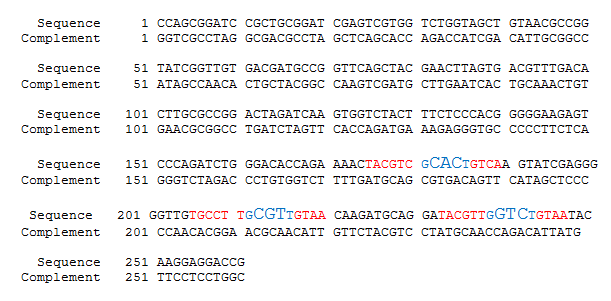 Sequence 1 CCAGCGGATC CGCTGCGGAT CGAGTCGTGG TCTGGTAGCT GTAACGCCGG
Complement 1 GGTCGCCTAG GCGACGCCTA GCTCAGCACC AGACCATCGA CATTGCGGCC
Sequence 51 TATCGGTTGT GACGATGCCG GTTCAGCTAC GAACTTAGTG ACGTTTGACA
Complement 51 ATAGCCAACA CTGCTACGGC CAAGTCGATG CTTGAATCAC TGCAAACTGT
Sequence 101 CTTGCGCCGG ACTAGATCAA GTGGTCTACT TTCTCCCACG GGGGAAGAGT
Complement 101 GAACGCGGCC TGATCTAGTT CACCAGATGA AAGAGGGTGC CCCCTTCTCA
Sequence 151 CCCAGATCTG GGACACCAGA AAACTACGTC GCACTGTCAA GTATCGAGGG
Complement 151 GGGTCTAGAC CCTGTGGTCT TTTGATGCAG CGTGACAGTT CATAGCTCCC
Sequence 201 GGTTGTGCCT TGCGTTGTAA CAAGATGCAG GATACGTTGGGTCTGTAATAC
Complement 201 CCAACACGGA ACGCAACATT GTTCTACGTC CTATGCAACCAGACATTATG
Sequence 251 AAGGAGGACCG
Complement 251 TTCCTCCTGGC